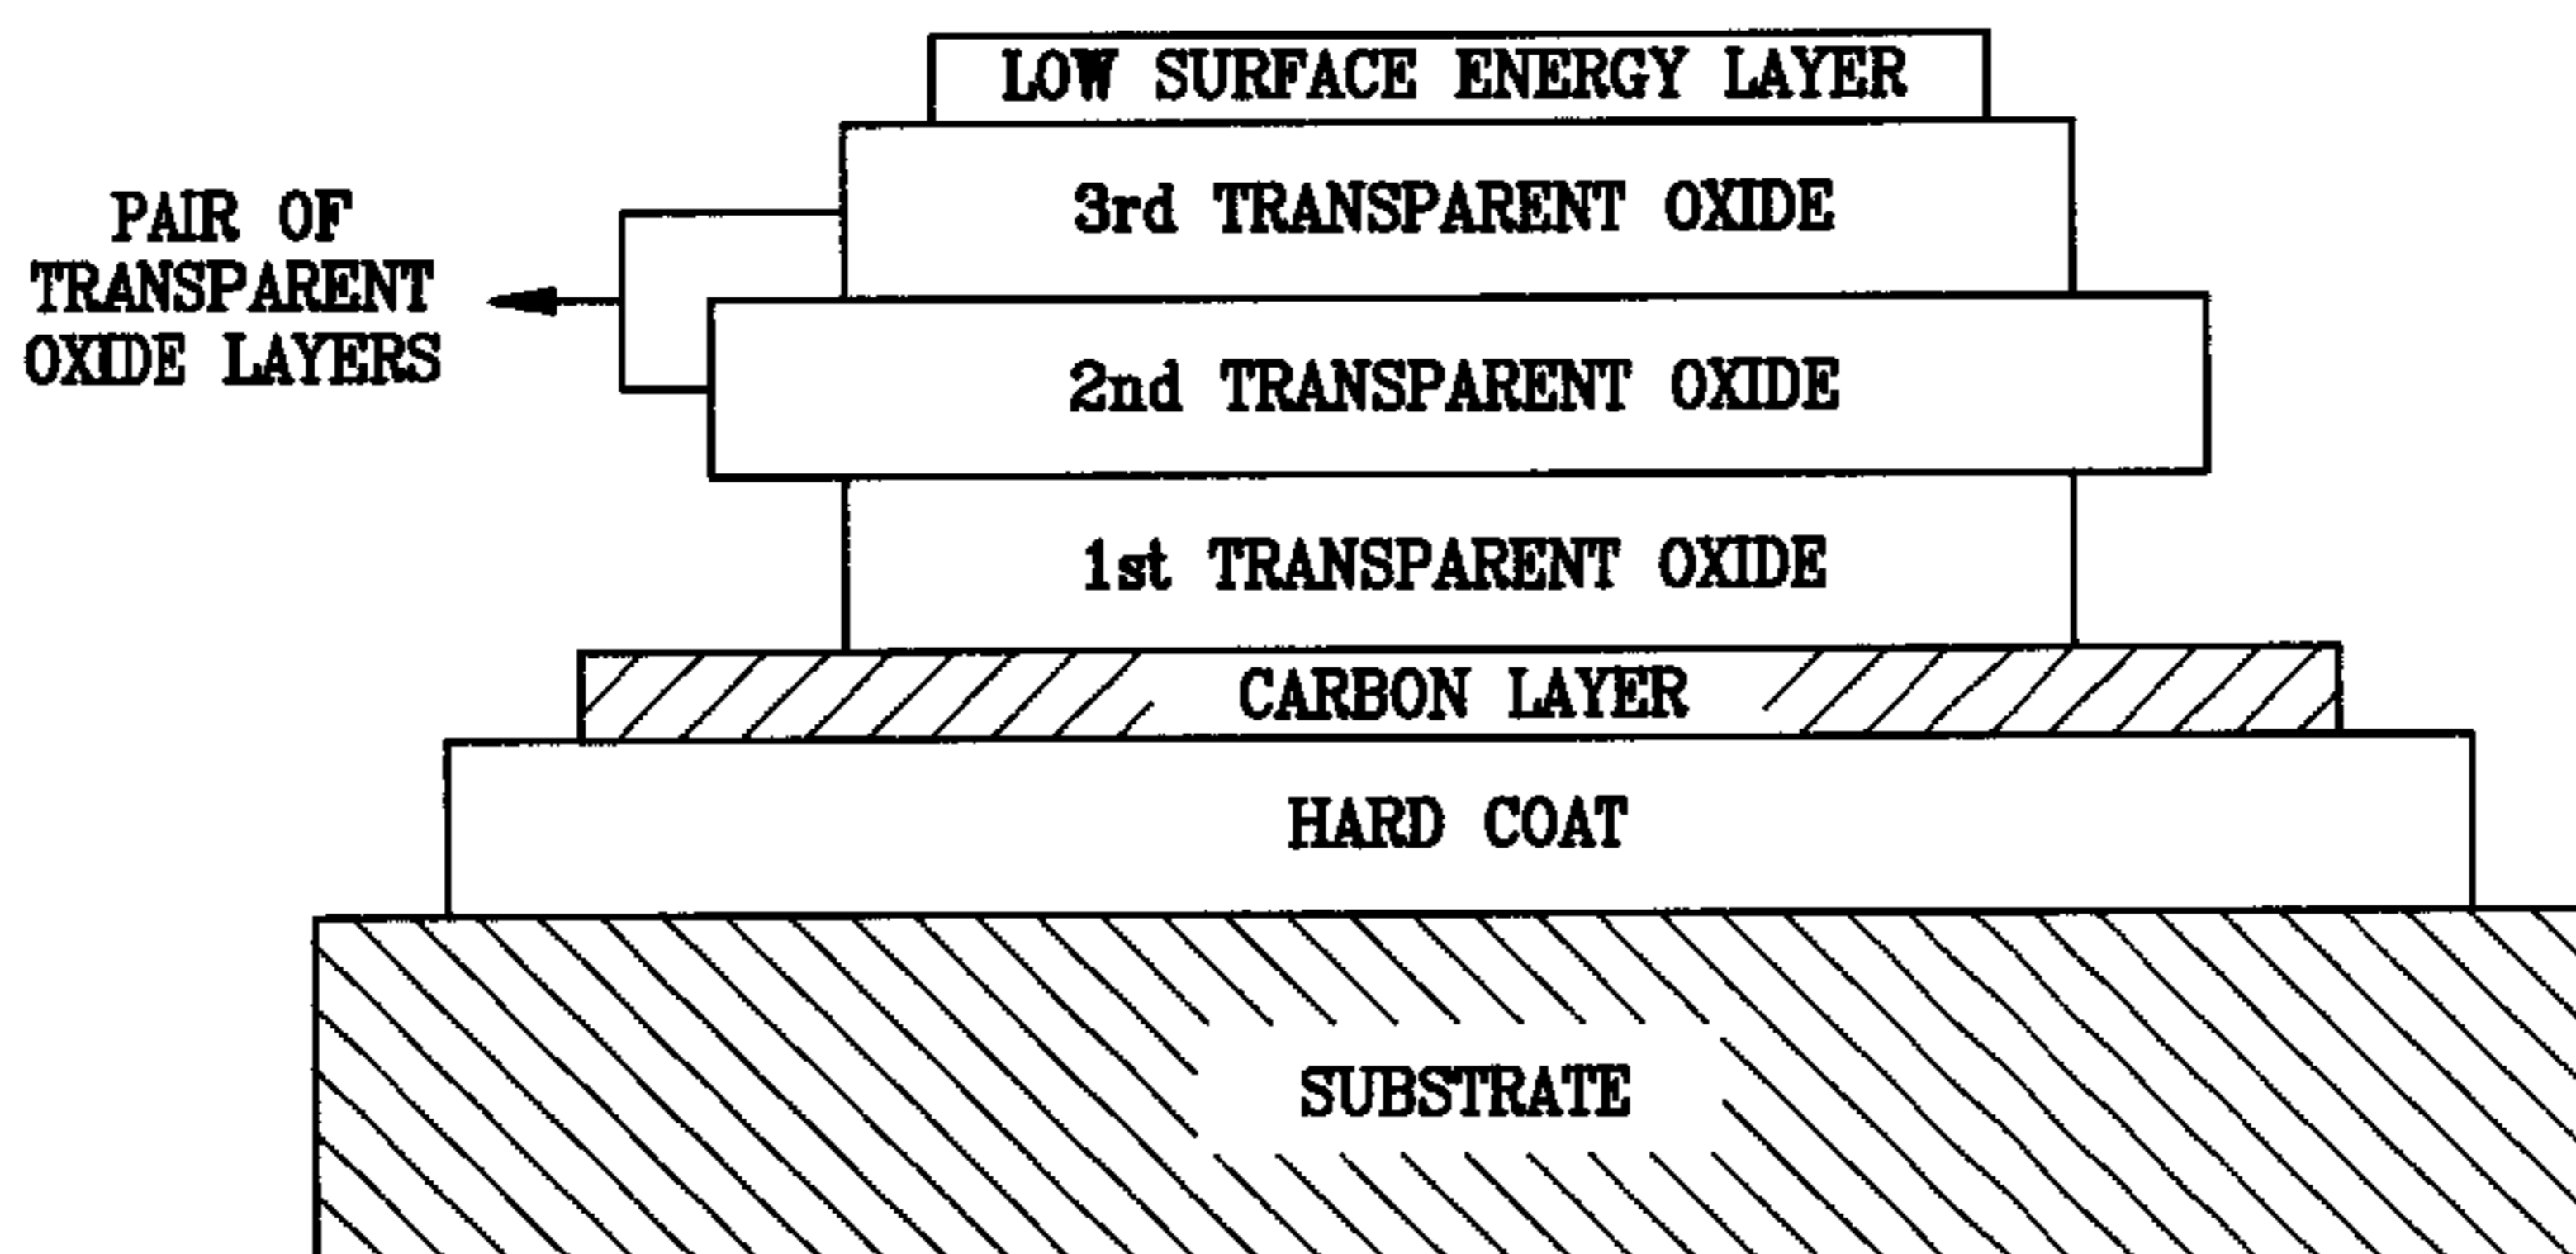 LOW SURFACE ENERGY LAYER
3rd TRANSPARENT OXIDE
PAIR OF
TRANSPARENT
OXIDE LAYERS
2nd TRANSPARENT OXIDE
1st TRANSPARENT OXIDE
CARBON LAYER
HARD COAT
SUBSTRATE